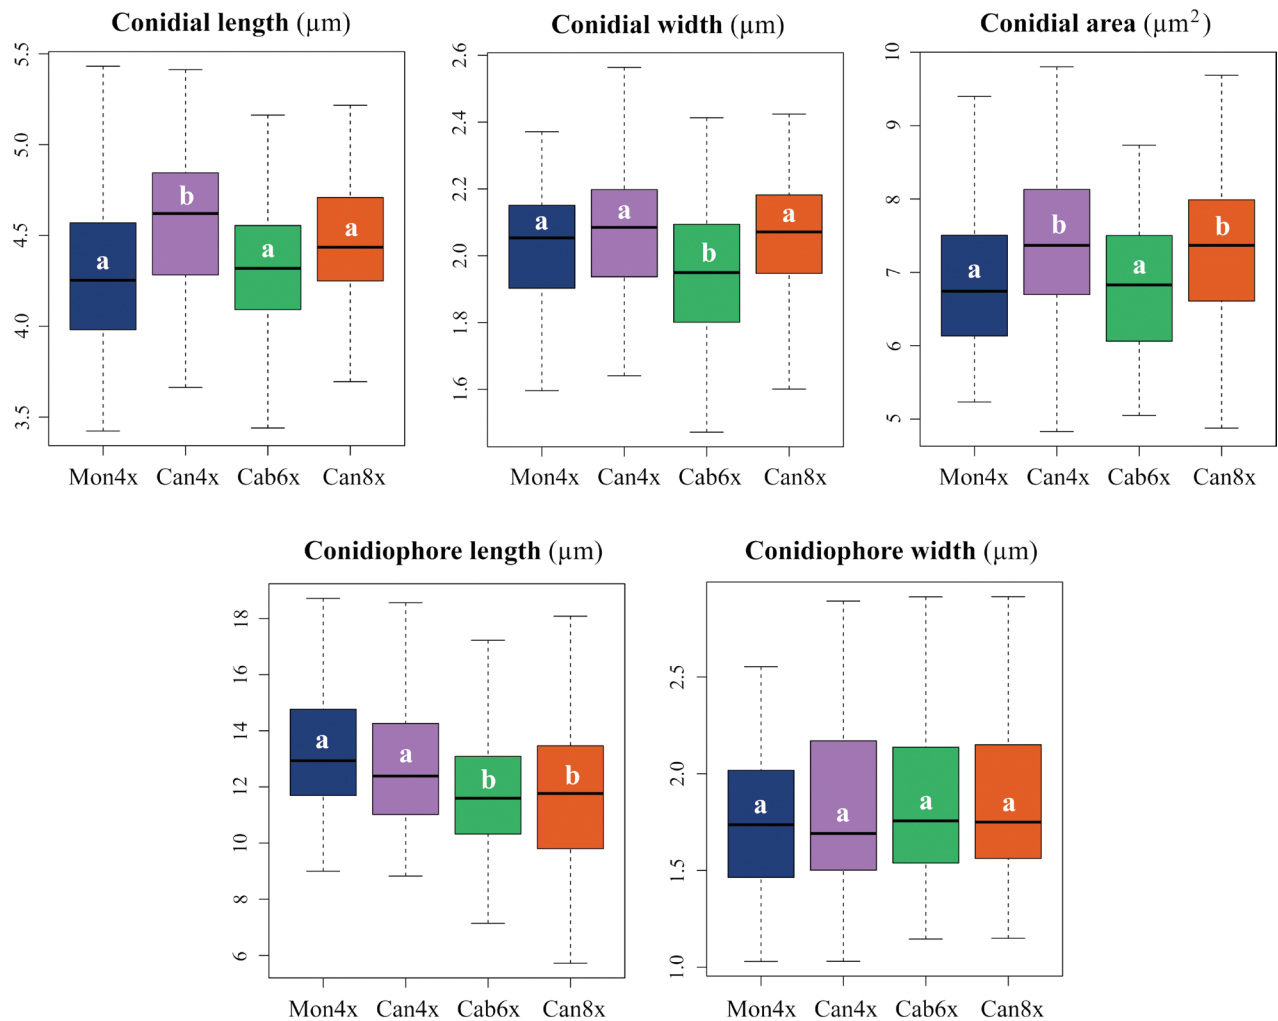 Conidial length (µm)
5.5
5.0
4.5
4.0
3.5
a
b
a
a
Mon4x Can4x Cab6x Can8x
Conidial width (µm)
2.6
2.4
2.2
2.0
1.8
1.6
a
a
b
a
Mon4x Can4x Cab6x Can8x
Conidial area (µm²)
10
9
8
7
6
5
a
b
a
b
Mon4x Can4x Cab6x Can8x
Conidiophore length (µm)
18
16
14
12
10
8
6
a
a
b
b
Mon4x Can4x Cab6x Can8x
Conidiophore width (µm)
2.5
2.0
1.5
1.0
a
a
a
a
Mon4x Can4x Cab6x Can8x